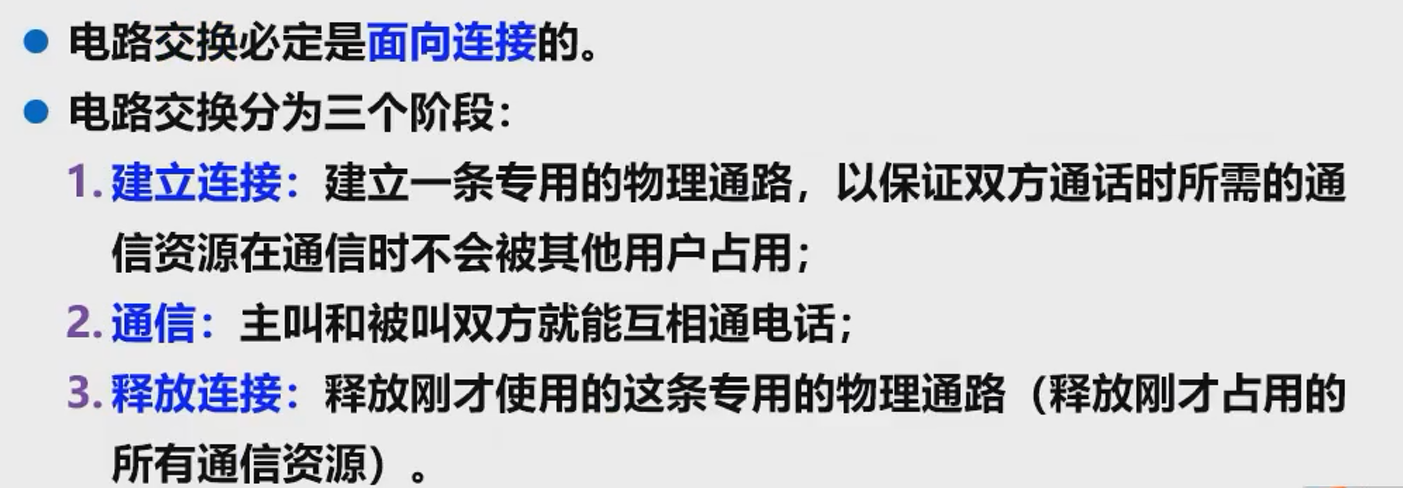 电路交换必定是面向连接的。
电路交换分为三个阶段：
1. 建立连接：建立一条专用的物理通路，以保证双方通话时所需的通
信资源在通信时不会被其他用户占用；
2. 通信：主叫和被叫双方就能互相通电话；
3. 释放连接：释放刚才使用的这条专用的物理通路（释放刚才占用的
所有通信资源）。